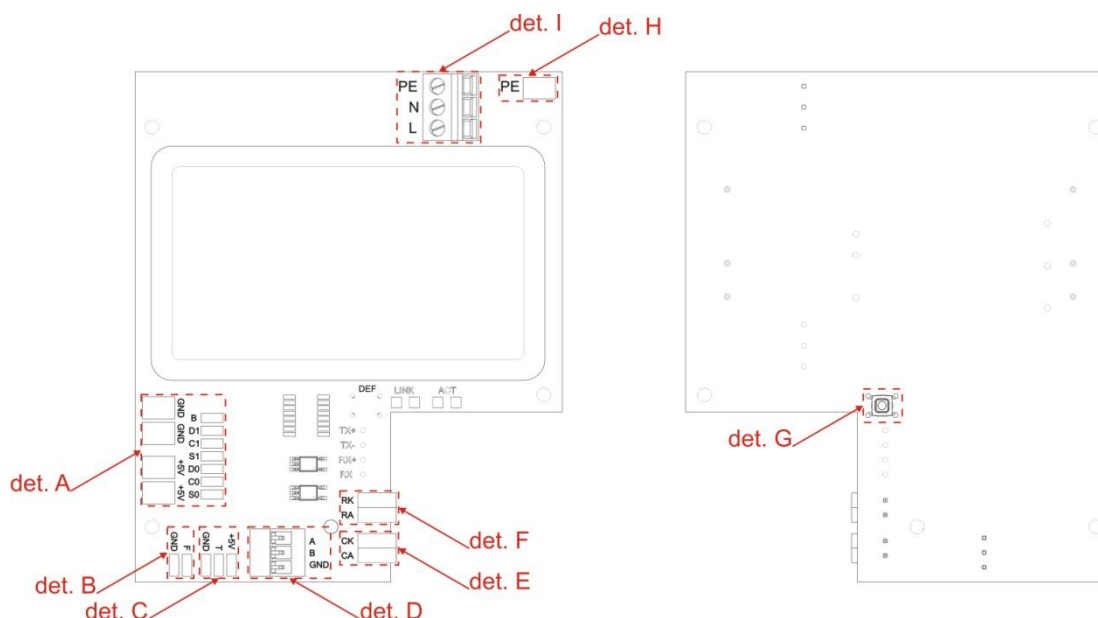 det. I
det. H
PE
N
L
PE
DEF
LINK
ACT
TX+
TX-
RX+
RX
GND
GND
+5V
+5V
B
D1
C1
S1
D0
C0
S0
det. A
det. G
RK
RA
det. F
CK
CA
det. E
GND
F
det. B
GND
T
+5V
det. C
A
B
GND
det. D